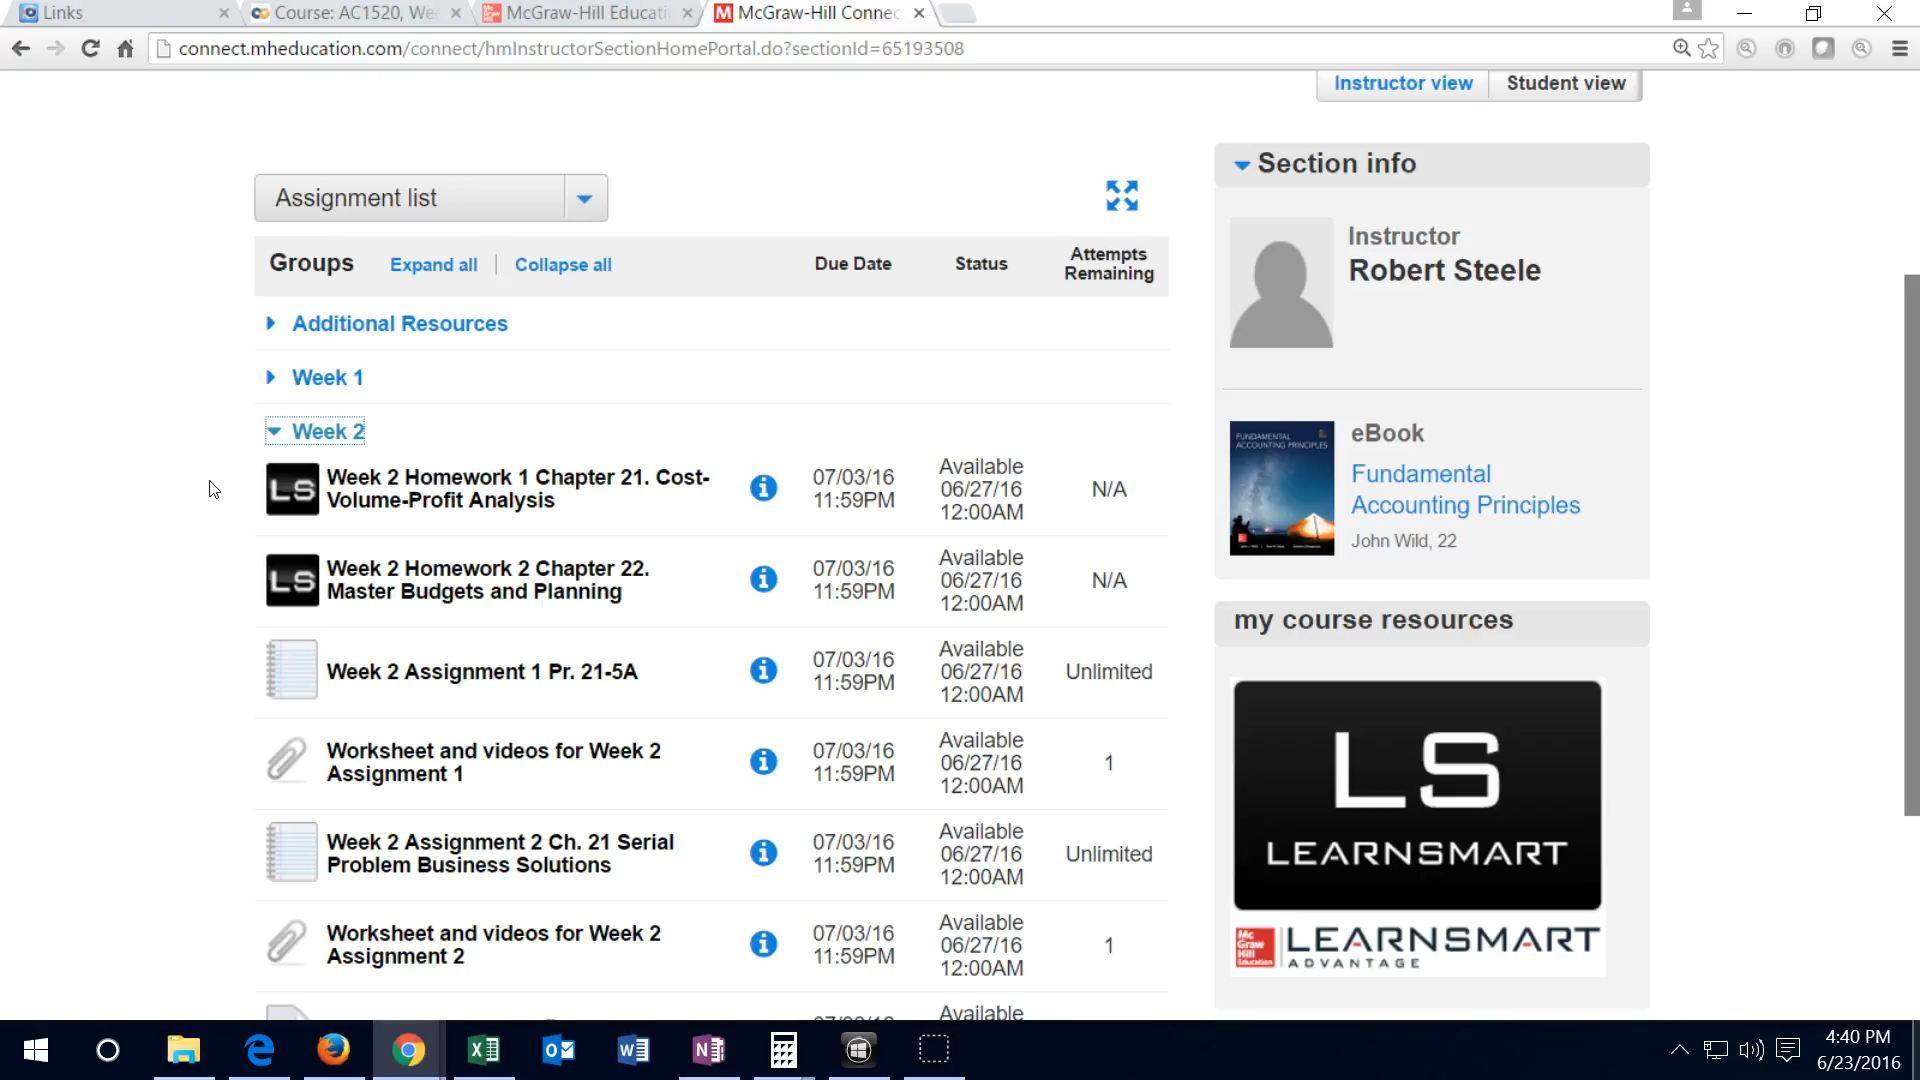 Links
Course: AC1520, We
McGraw-Hill Educati
McGraw-Hill Connec
connect.mheducation.com/connect/hmInstructorSectionHomePortal.do?sectionId=65193508
Instructor view
Student view
Assignment list
Groups
Expand all
Collapse all
Due Date
Status
Attempts
Remaining
Additional Resources
Week 1
Week 2
LS
Week 2 Homework 1 Chapter 21. Cost-
Volume-Profit Analysis
07/03/16
11:59PM
Available
06/27/16
12:00AM
N/A
LS
Week 2 Homework 2 Chapter 22.
Master Budgets and Planning
07/03/16
11:59PM
Available
06/27/16
12:00AM
N/A
Week 2 Assignment 1 Pr. 21-5A
07/03/16
11:59PM
Available
06/27/16
12:00AM
Unlimited
Worksheet and videos for Week 2
Assignment 1
07/03/16
11:59PM
Available
06/27/16
12:00AM
1
Week 2 Assignment 2 Ch. 21 Serial
Problem Business Solutions
07/03/16
11:59PM
Available
06/27/16
12:00AM
Unlimited
Worksheet and videos for Week 2
Assignment 2
07/03/16
11:59PM
Available
06/27/16
12:00AM
1
Available
Section info
Instructor
Robert Steele
FUNDAMENTAL
ACCOUNTING PRINCIPLES
eBook
Fundamental
Accounting Principles
John Wild, 22
my course resources
LS
LEARNSMART
Mc
Graw
Hill
Education
LEARNSMART
ADVANTAGE
4:40 PM
6/23/2016